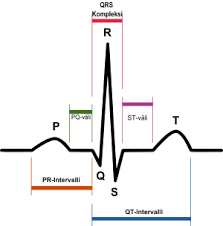 QRS
Kompleksi
R
PQ-väli
ST-väli
P
T
Q
S
PR-Intervalli
QT-Intervalli